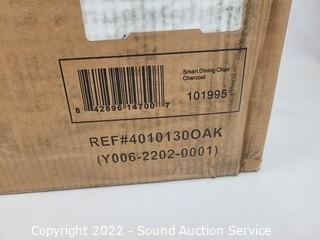 Smart Dining Chair
Charcoal
8 42896 14700 7
101995
REF#4010130OAK
(Y006-2202-0001)
Copyright 2022 - Sound Auction Service